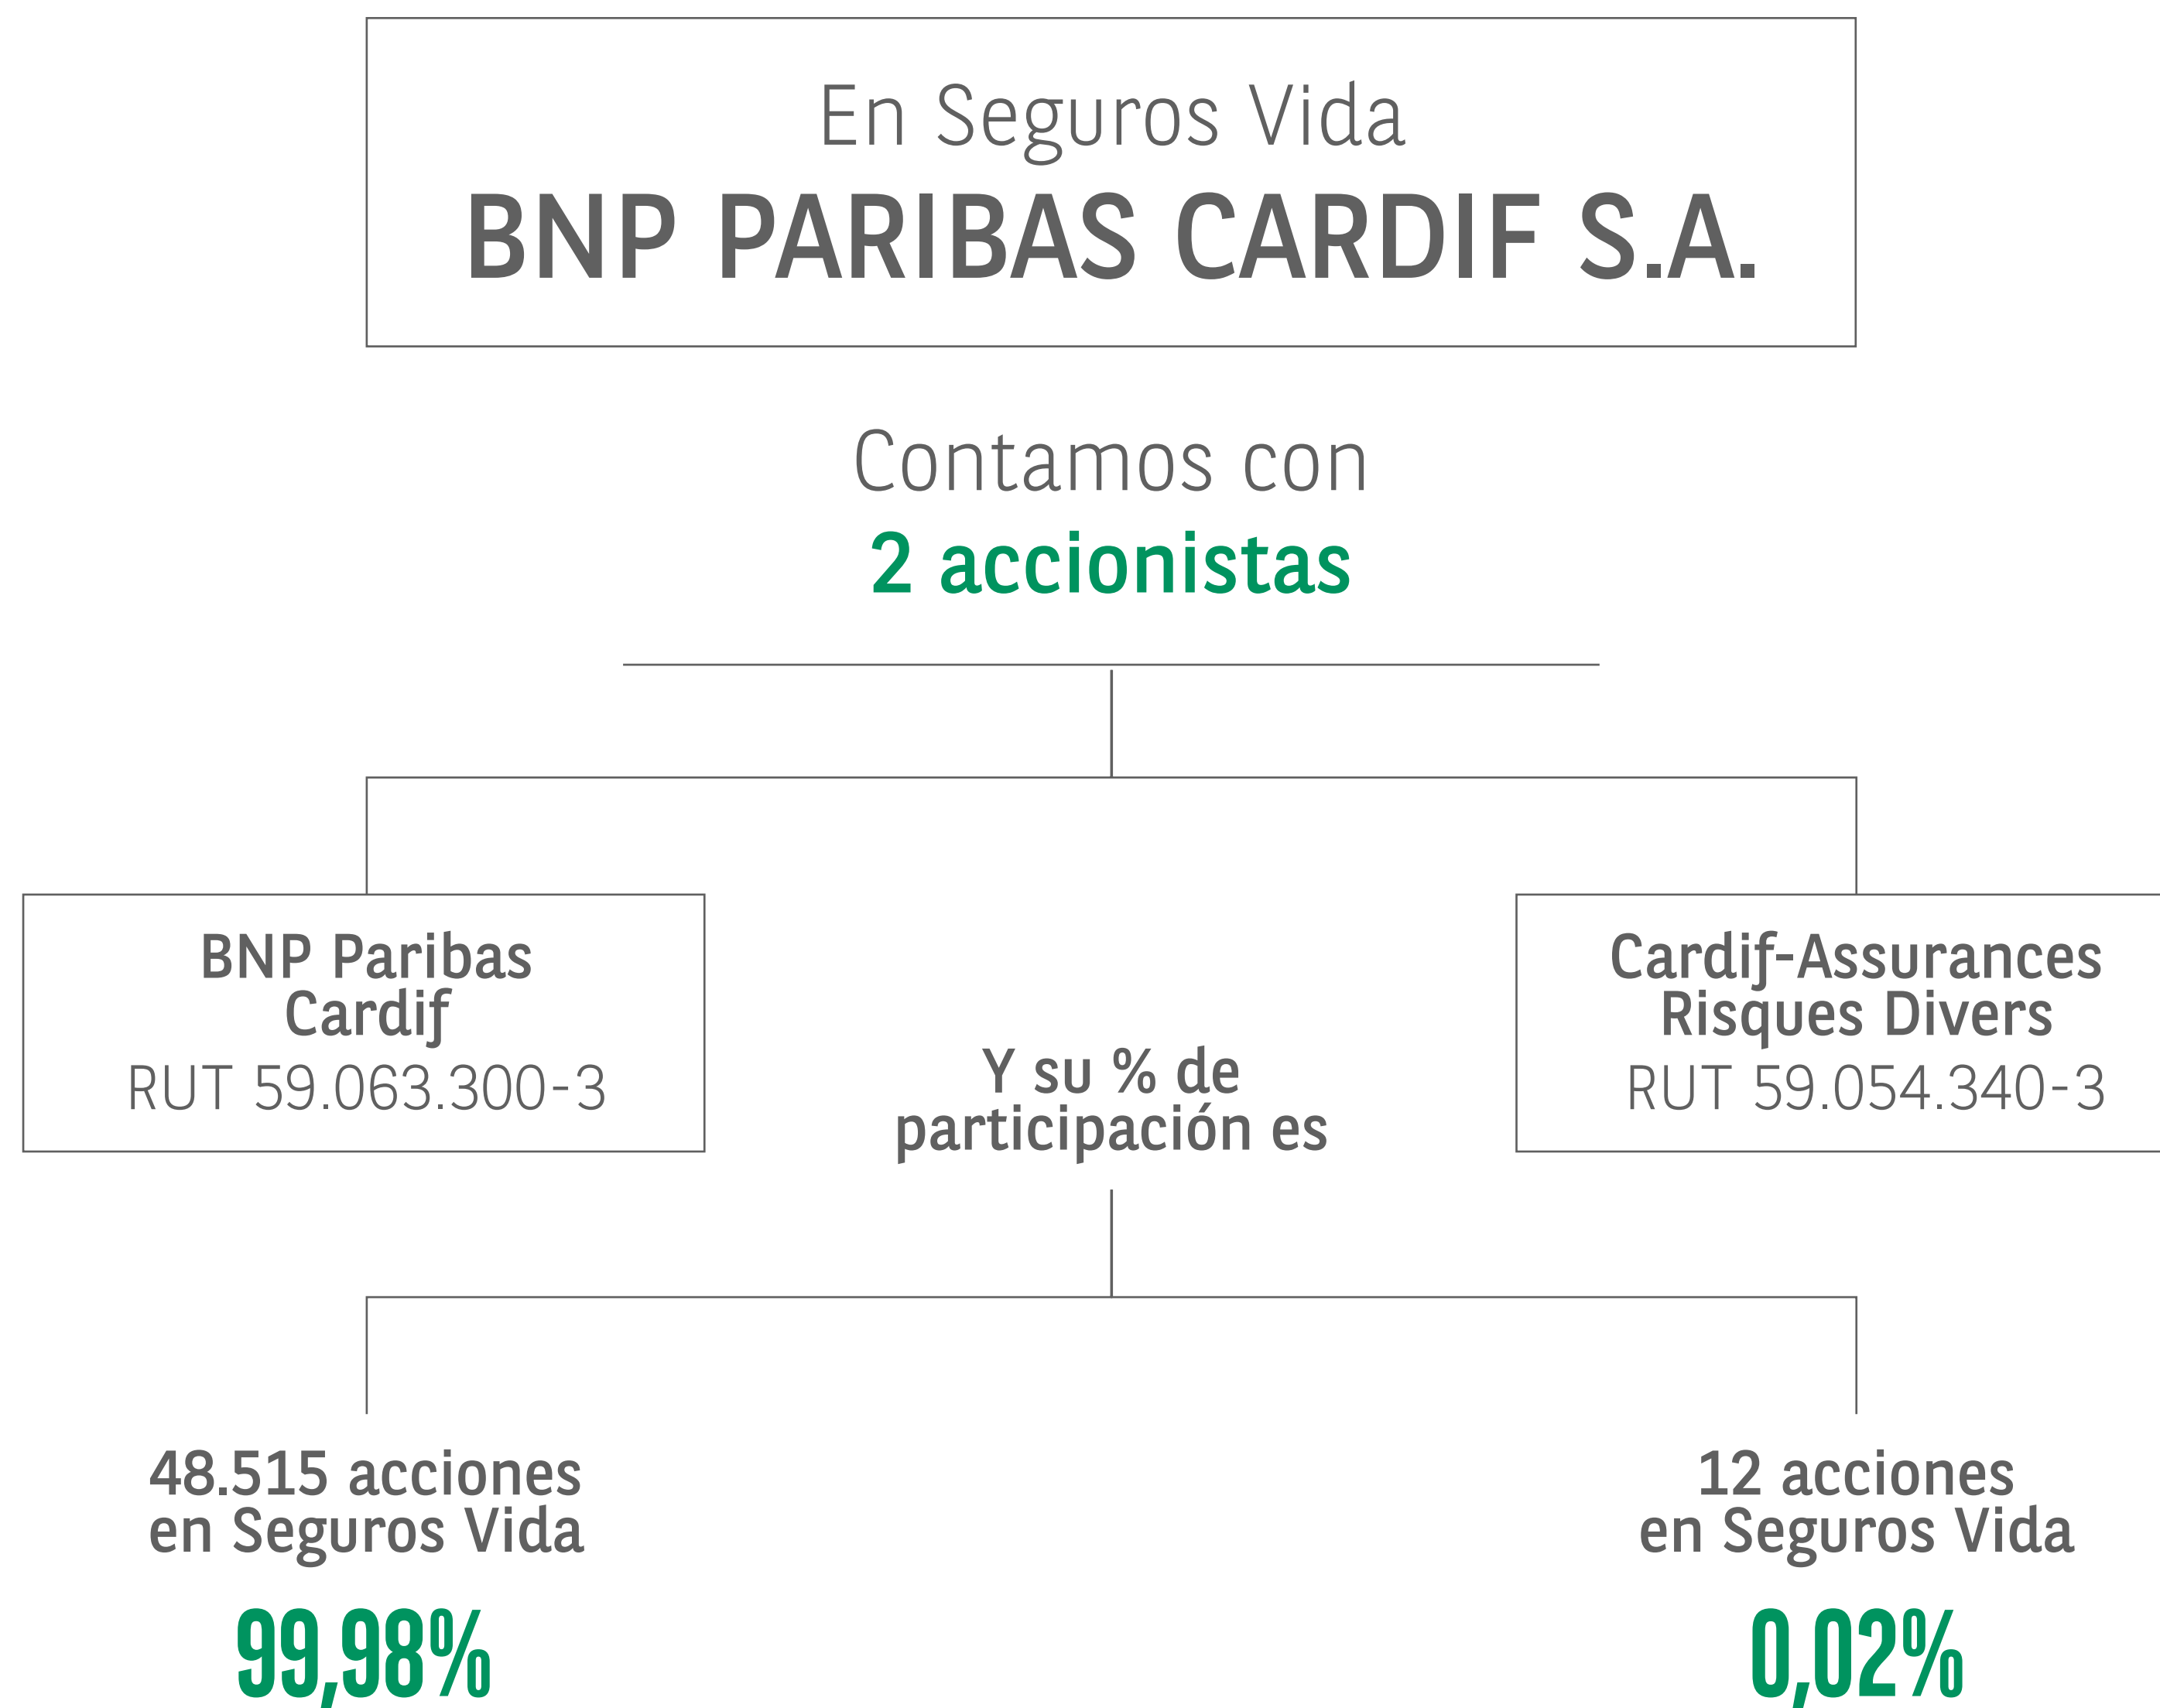 En Seguros Vida
BNP PARIBAS CARDIF S.A.
Contamos con
2 accionistas
BNP Paribas
Cardif
RUT 59.063.300-3
Cardif-Assurances
Risques Divers
RUT 59.054.340-3
Y su % de
participación es
48.515 acciones
en Seguros Vida
99,98%
12 acciones
en Seguros Vida
0,02%